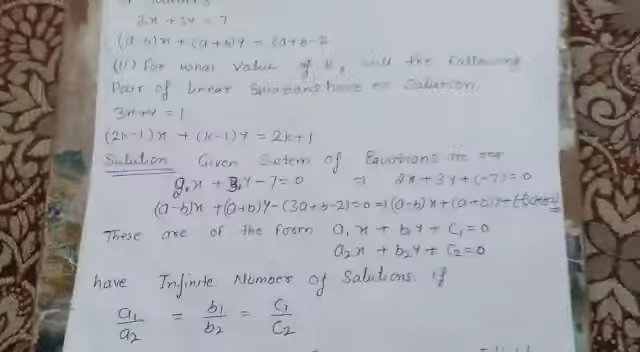 2x + 3y = 7
(a-b)x + (a+b)y = 3a+b-2
(ii) For what value of k, will the following
Pair of Linear Equations have no Solution.
3x+y = 1
(2k-1)x + (k-1)y = 2k+1
Solution Given System of Equations are
2x + 3y-7=0 ⇒ 2x + 3y + (-7)=0
(a-b)x + (a+b)y-(3a+b-2)=0 ⇒ (a-b)x + (a+b)y +
These are of the form a1 x + b1y + C1=0
a2x + b2y + C2=0
have Infinite Number of Solutions. If
a1/a2 = b1/b2 = C1/C2